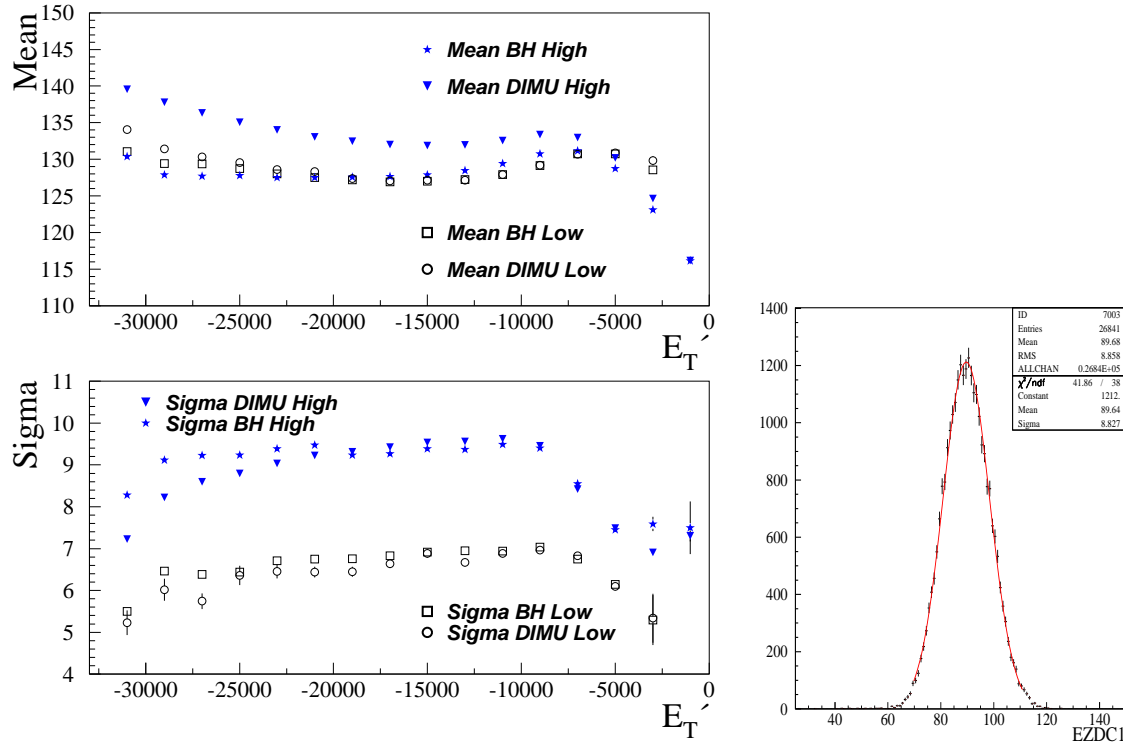 Mean
150
145
140
135
130
125
120
115
110
Mean BH High
Mean DIMU High
Mean BH Low
Mean DIMU Low
-30000 -25000 -20000 -15000 -10000 -5000 0
E_T´
Sigma
11
10
9
8
7
6
5
4
Sigma DIMU High
Sigma BH High
Sigma BH Low
Sigma DIMU Low
-30000 -25000 -20000 -15000 -10000 -5000 0
E_T´
1400
1200
1000
800
600
400
200
0
ID 7003
Entries 26841
Mean 89.68
RMS 8.858
ALLCHAN 0.2684E+05
χ²/ndf 41.86 / 38
Constant 1212.
Mean 89.64
Sigma 8.827
40 60 80 100 120 140
EZDC1